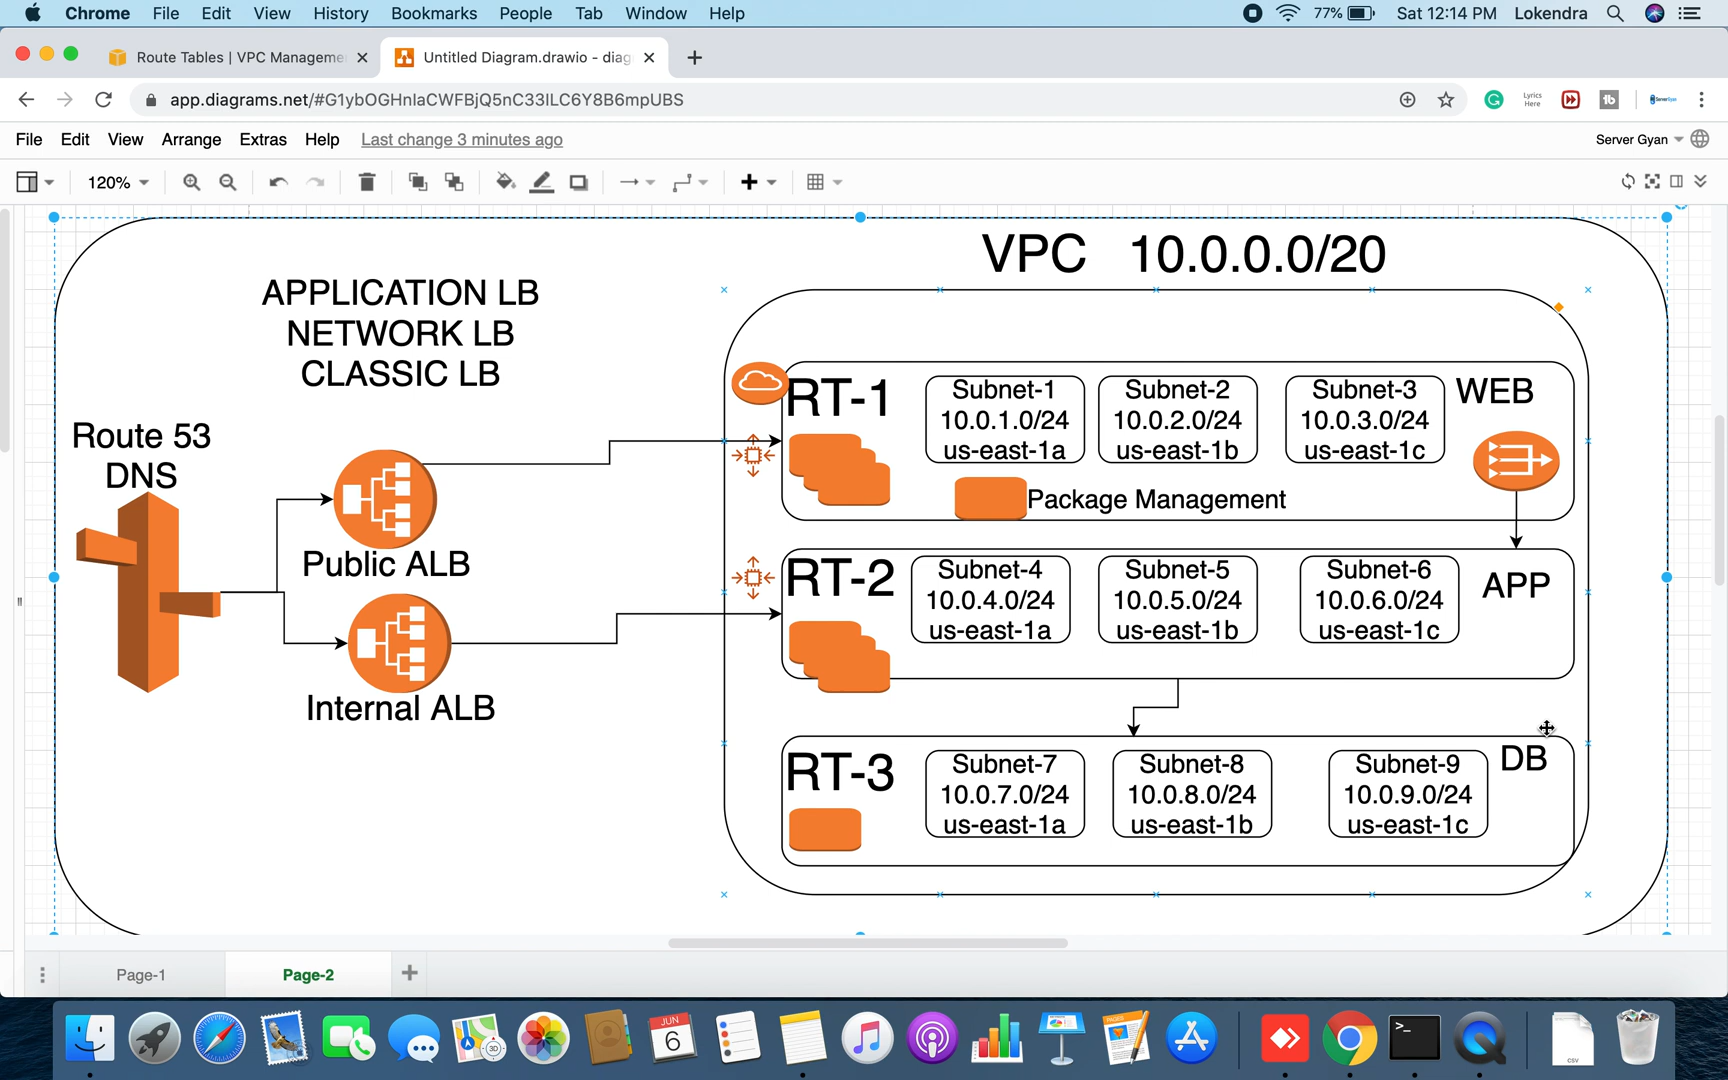 Chrome File Edit View History Bookmarks People Tab Window Help 77% Sat 12:14 PM Lokendra
Route Tables | VPC Manageme Untitled Diagram.drawio - diag
app.diagrams.net/#G1ybOGHnlaCWFBjQ5nC33ILC6Y8B6mpUBS Lyrics Here tb
File Edit View Arrange Extras Help Last change 3 minutes ago Server Gyan
120%
VPC 10.0.0.0/20
APPLICATION LB
NETWORK LB
CLASSIC LB
Route 53
DNS
Public ALB
Internal ALB
RT-1
Subnet-1
10.0.1.0/24
us-east-1a
Subnet-2
10.0.2.0/24
us-east-1b
Subnet-3
10.0.3.0/24
us-east-1c
WEB
Package Management
RT-2
Subnet-4
10.0.4.0/24
us-east-1a
Subnet-5
10.0.5.0/24
us-east-1b
Subnet-6
10.0.6.0/24
us-east-1c
APP
RT-3
Subnet-7
10.0.7.0/24
us-east-1a
Subnet-8
10.0.8.0/24
us-east-1b
Subnet-9
10.0.9.0/24
us-east-1c
DB
Page-1 Page-2
JUN
6
3D
PAGES
>_
CSV